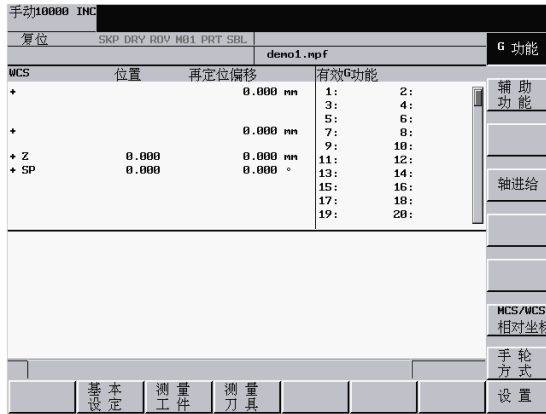 手动10000 INC
复位 SKP DRY ROV M01 PRT SBL
demo1.mpf
G 功能
WCS 位置 再定位偏移 有效G功能
+ 0.000 mm
+ 0.000 mm
+ Z 0.000 0.000 mm
+ SP 0.000 0.000 °
1: 2:
3: 4:
5: 6:
7: 8:
9: 10:
11: 12:
13: 14:
15: 16:
17: 18:
19: 20:
辅 助
功 能
轴进给
MCS/WCS
相对坐标
手 轮
方 式
基 本
设 定
测 量
工 件
测 量
刀 具
设 置